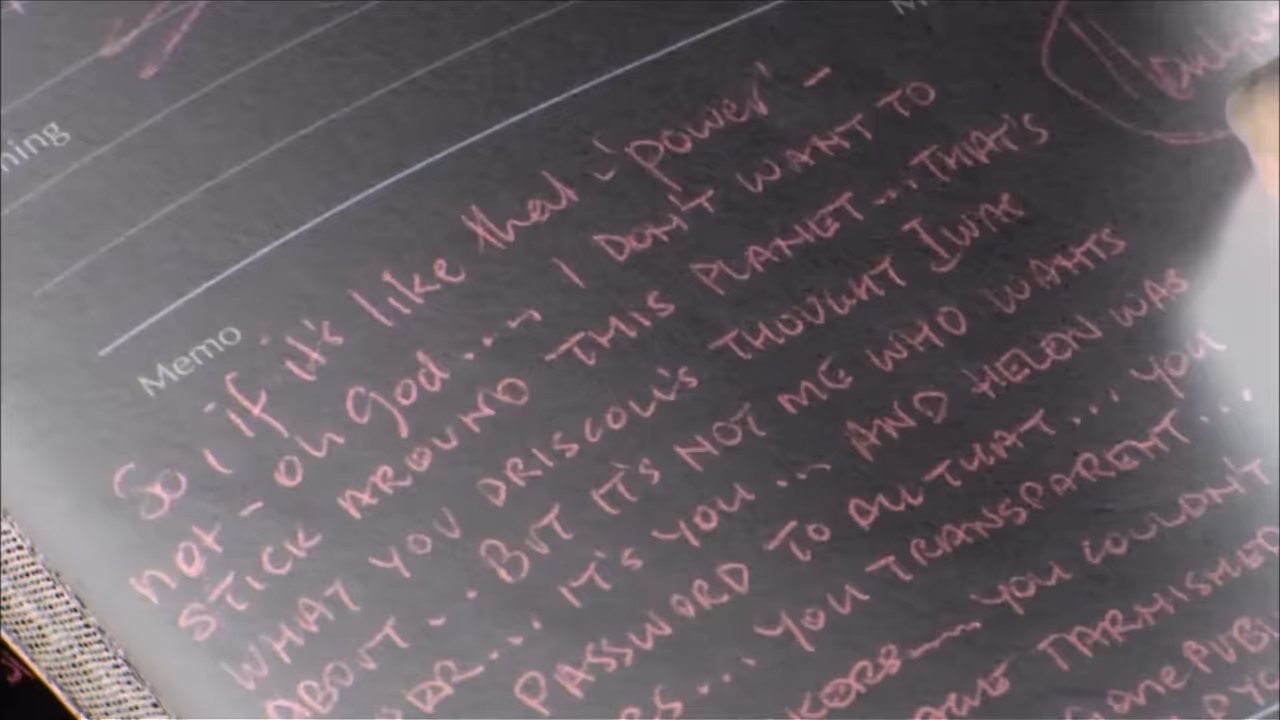 ning
Memo
So if it's like that - 'power' -
not - oh god... I DON'T WANT TO
STICK AROUND THIS PLANET... THAT'S
WHAT YOU DRISCOLL'S THOUGHT I WAS
ABOUT.. BUT IT'S NOT ME WHO WANTS
IT'S YOU... AND HELEN WAS
PASSWORD TO ALL THAT... YOU
... YOU TRANSPARENT...
YOU COULDN'T
TARNISHED